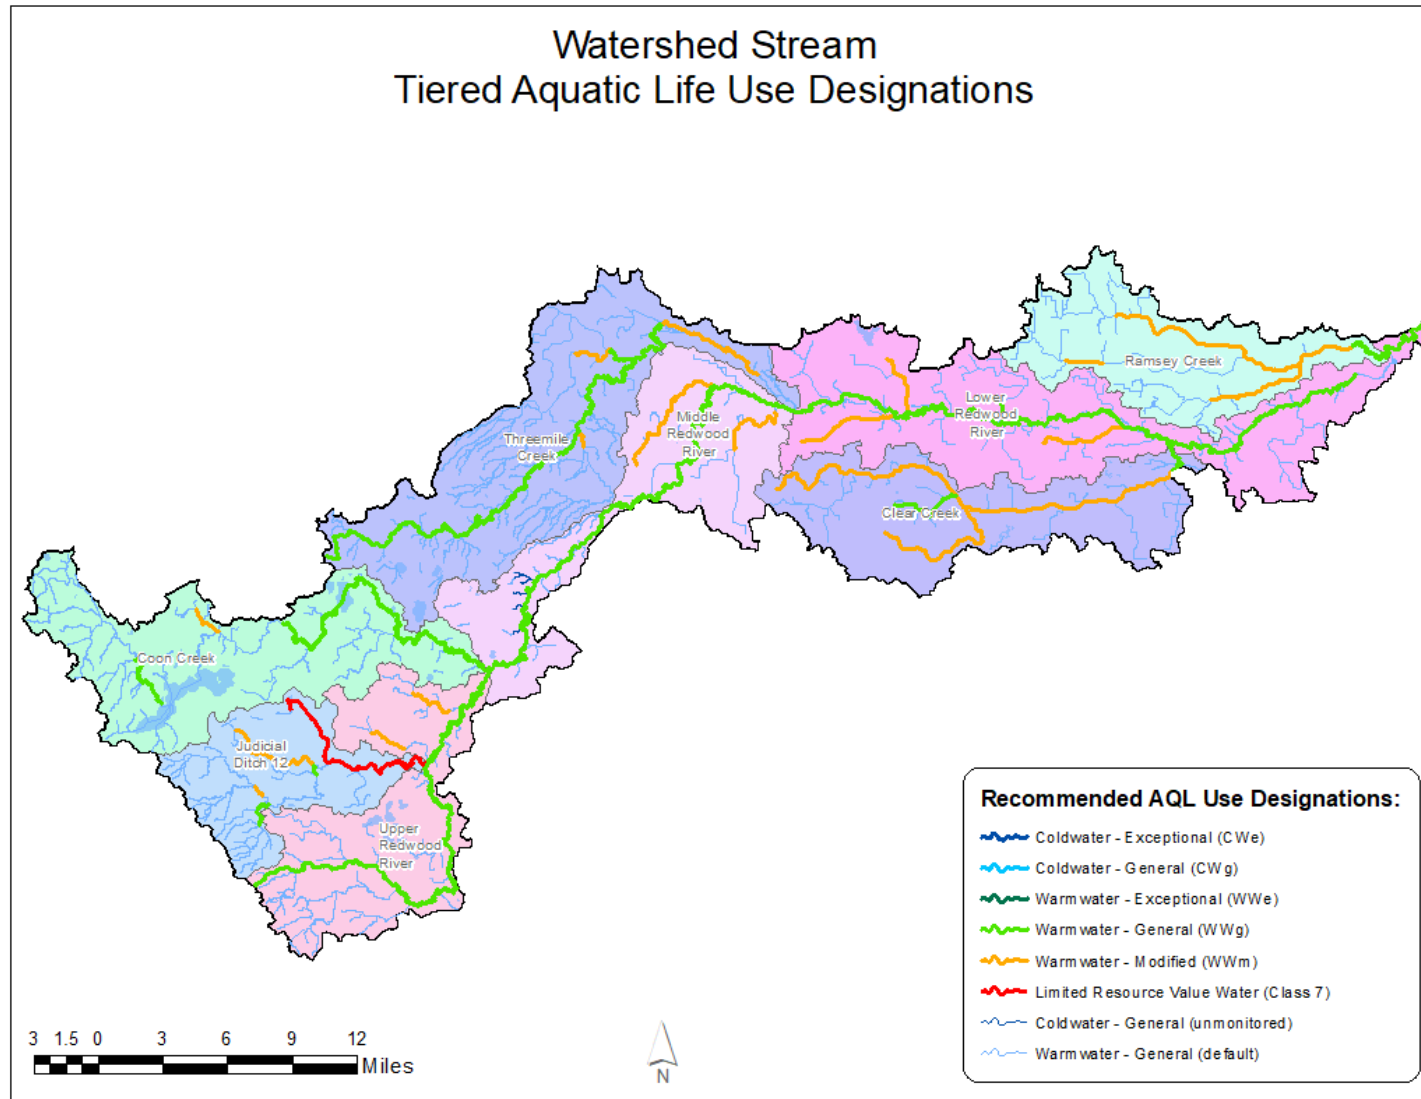 Watershed Stream
Tiered Aquatic Life Use Designations
Ramsey Creek
Lower
Redwood
River
Middle
Redwood
River
Threemile
Creek
Clear Creek
Coon Creek
Judicial
Ditch 12
Upper
Redwood
River
Recommended AQL Use Designations:
Coldwater - Exceptional (CWe)
Coldwater - General (CWg)
Warmwater - Exceptional (WWe)
Warmwater - General (WWg)
Warmwater - Modified (WWm)
Limited Resource Value Water (Class 7)
Coldwater - General (unmonitored)
Warmwater - General (default)
3 1.5 0 3 6 9 12
Miles
N